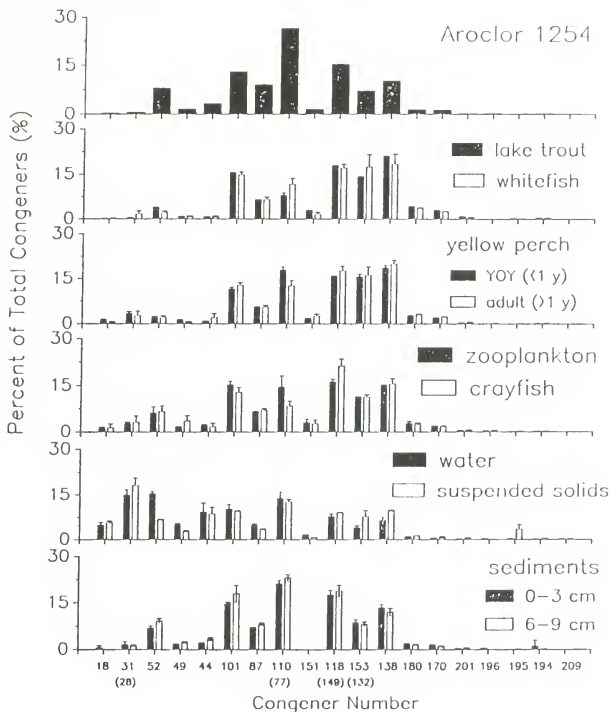 Percent of Total Congeners (%)
30
15
0
Aroclor 1254
30
15
0
lake trout
whitefish
30
15
0
yellow perch
YOY (<1 y)
adult (>1 y)
30
15
0
zooplankton
crayfish
30
15
0
water
suspended solids
30
15
0
sediments
0-3 cm
6-9 cm
18 31 52 49 44 101 87 110 151 118 153 138 180 170 201 196 195 194 209
(28) (77) (149) (132)
Congener Number